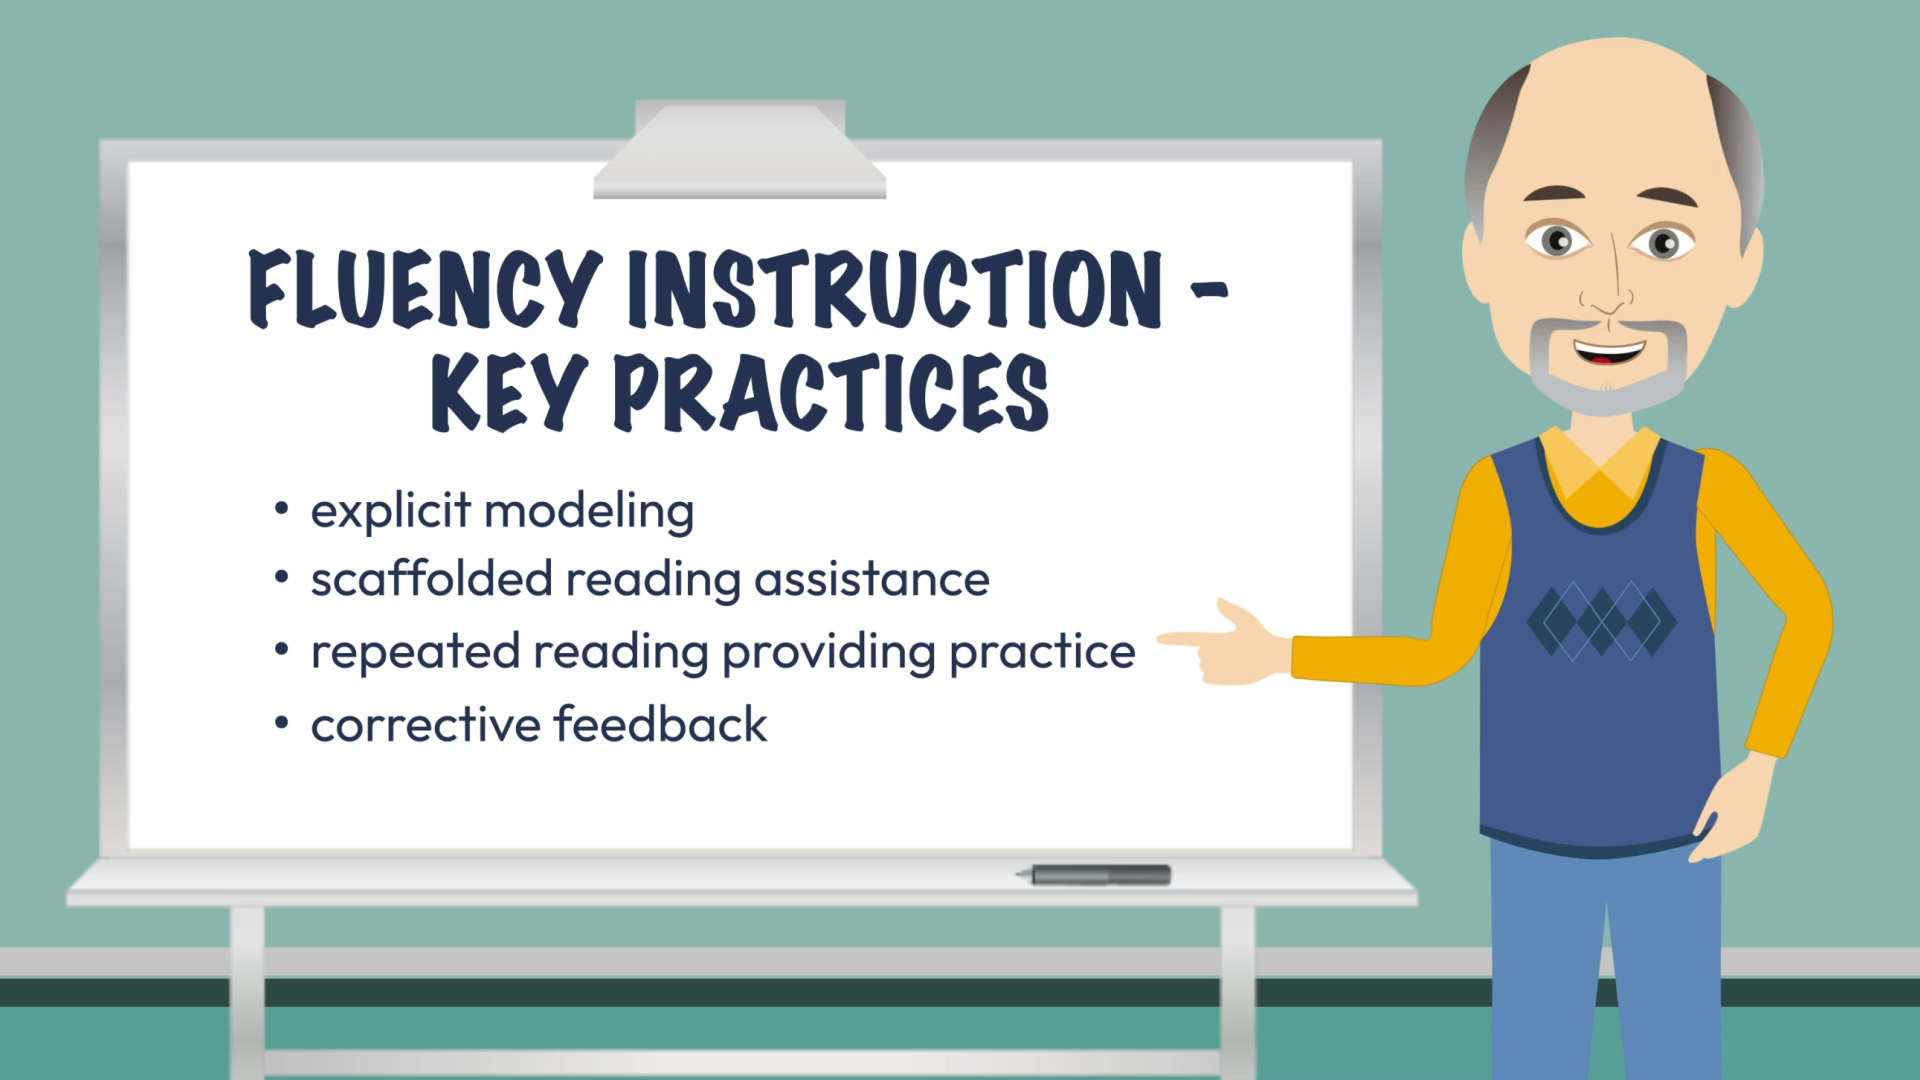 FLUENCY INSTRUCTION -
KEY PRACTICES
• explicit modeling
• scaffolded reading assistance
• repeated reading providing practice
• corrective feedback